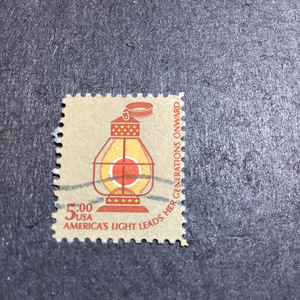 5.00
USA
AMERICA'S LIGHT LEADS HER GENERATIONS ONWARD